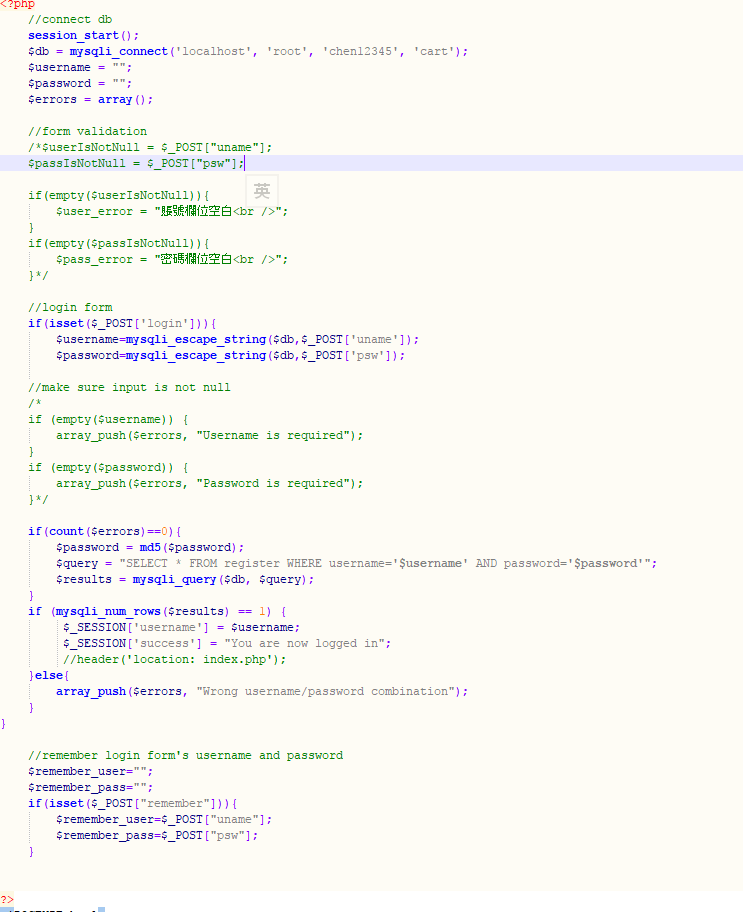 <?php
//connect db
session_start();
$db = mysqli_connect('localhost', 'root', 'chen12345', 'cart');
$username = "";
$password = "";
$errors = array();
//form validation
/*$userIsNotNull = $_POST["uname"];
$passIsNotNull = $_POST["psw"];
英
if(empty($userIsNotNull)){
$user_error = "賬號欄位空白<br />";
}
if(empty($passIsNotNull)){
$pass_error = "密碼欄位空白<br />";
}*/
//login form
if(isset($_POST['login'])){
$username=mysqli_escape_string($db,$_POST['uname']);
$password=mysqli_escape_string($db,$_POST['psw']);
//make sure input is not null
/*
if (empty($username)) {
array_push($errors, "Username is required");
}
if (empty($password)) {
array_push($errors, "Password is required");
}*/
if(count($errors)==0){
$password = md5($password);
$query = "SELECT * FROM register WHERE username='$username' AND password='$password'";
$results = mysqli_query($db, $query);
}
if (mysqli_num_rows($results) == 1) {
$_SESSION['username'] = $username;
$_SESSION['success'] = "You are now logged in";
//header('location: index.php');
}else{
array_push($errors, "Wrong username/password combination");
}
}
//remember login form's username and password
$remember_user="";
$remember_pass="";
if(isset($_POST["remember"])){
$remember_user=$_POST["uname"];
$remember_pass=$_POST["psw"];
}
?>